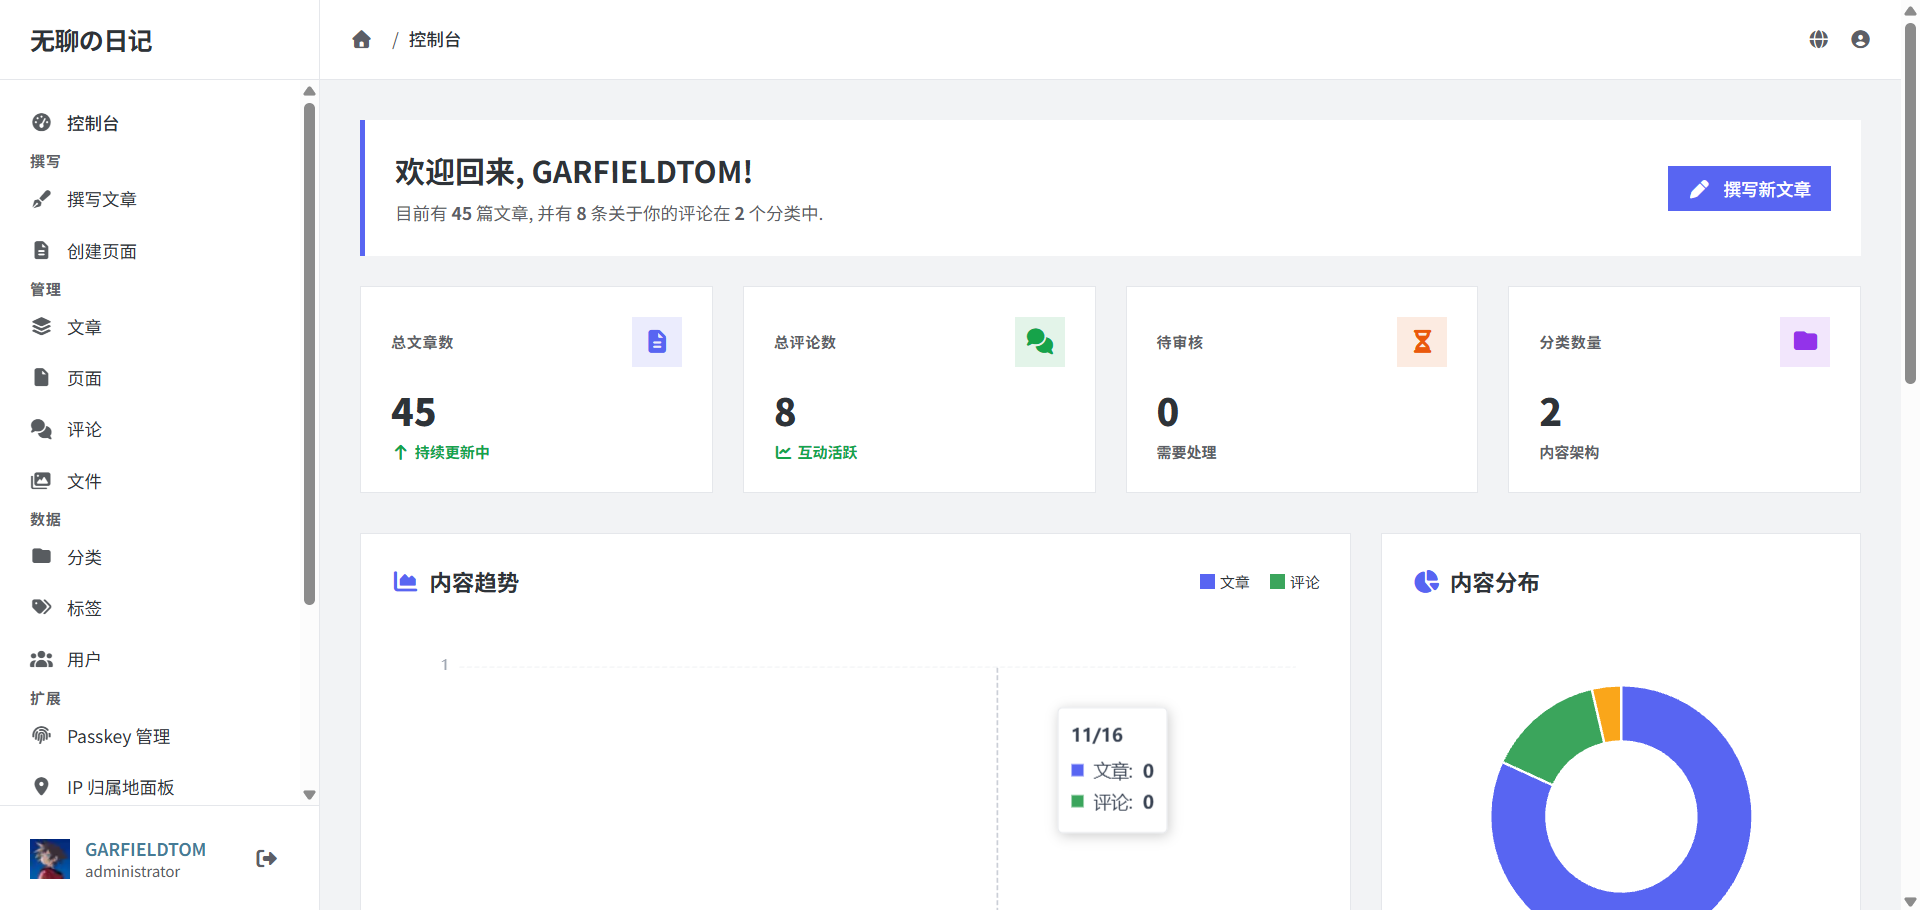 无聊の日记
/ 控制台
控制台
撰写
撰写文章
创建页面
管理
文章
页面
评论
文件
数据
分类
标签
用户
扩展
Passkey 管理
IP 归属地面板
GARFIELDTOM
administrator
欢迎回来, GARFIELDTOM!
目前有 45 篇文章, 并有 8 条关于你的评论在 2 个分类中.
撰写新文章
总文章数
45
持续更新中
总评论数
8
互动活跃
待审核
0
需要处理
分类数量
2
内容架构
内容趋势
文章 评论
1
11/16
文章: 0
评论: 0
内容分布